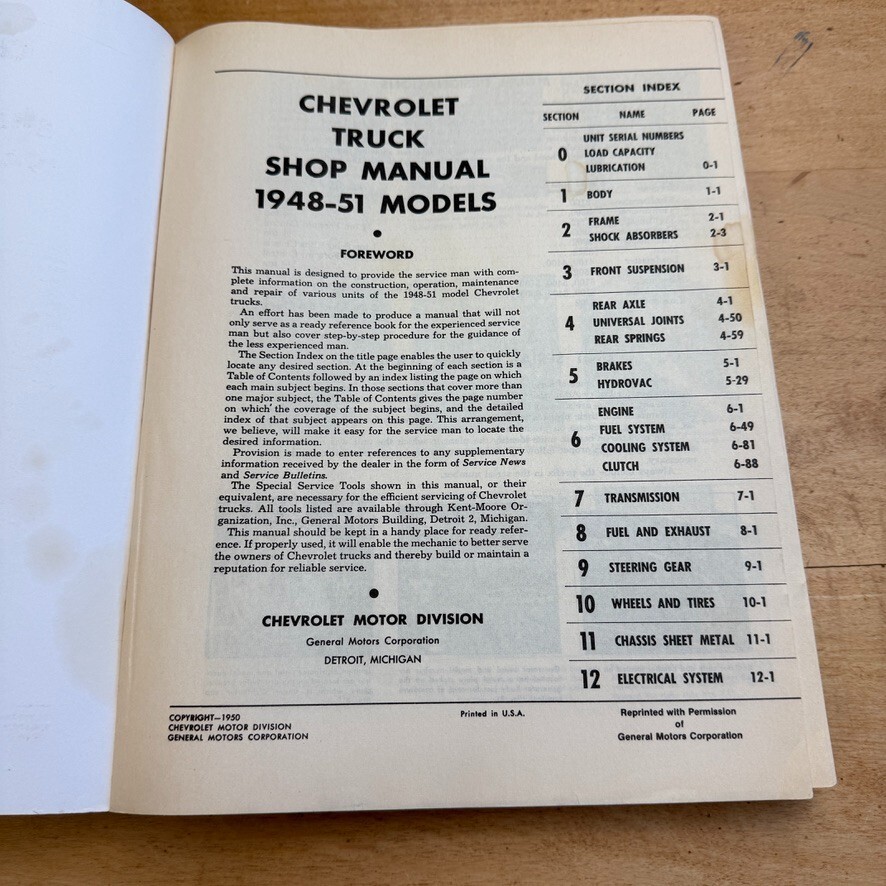 CHEVROLET
TRUCK
SHOP MANUAL
1948-51 MODELS
•
FOREWORD
This manual is designed to provide the service man with com-
plete information on the construction, operation, maintenance
and repair of various units of the 1948-51 model Chevrolet
trucks.
An effort has been made to produce a manual that will not
only serve as a ready reference book for the experienced service
man but also cover step-by-step procedure for the guidance of
the less experienced man.
The Section Index on the title page enables the user to quickly
locate any desired section. At the beginning of each section is a
Table of Contents followed by an index listing the page on which
each main subject begins. In those sections that cover more than
one major subject, the Table of Contents gives the page number
on which the coverage of the subject begins, and the detailed
index of that subject appears on this page. This arrangement,
we believe, will make it easy for the service man to locate the
desired information.
Provision is made to enter references to any supplementary
information received by the dealer in the form of Service News
and Service Bulletins.
The Special Service Tools shown in this manual, or their
equivalent, are necessary for the efficient servicing of Chevrolet
trucks. All tools listed are available through Kent-Moore Or-
ganization, Inc., General Motors Building, Detroit 2, Michigan.
This manual should be kept in a handy place for ready refer-
ence. If properly used, it will enable the mechanic to better serve
the owners of Chevrolet trucks and thereby build or maintain a
reputation for reliable service.
•
CHEVROLET MOTOR DIVISION
General Motors Corporation
DETROIT, MICHIGAN
SECTION INDEX
SECTION NAME PAGE
UNIT SERIAL NUMBERS
0 LOAD CAPACITY
LUBRICATION 0-1
1 BODY 1-1
FRAME 2-1
2 SHOCK ABSORBERS 2-3
3 FRONT SUSPENSION 3-1
REAR AXLE 4-1
4 UNIVERSAL JOINTS 4-50
REAR SPRINGS 4-59
BRAKES 5-1
5 HYDROVAC 5-29
ENGINE 6-1
FUEL SYSTEM 6-49
6 COOLING SYSTEM 6-81
CLUTCH 6-88
7 TRANSMISSION 7-1
8 FUEL AND EXHAUST 8-1
9 STEERING GEAR 9-1
10 WHEELS AND TIRES 10-1
11 CHASSIS SHEET METAL 11-1
12 ELECTRICAL SYSTEM 12-1
COPYRIGHT—1950
CHEVROLET MOTOR DIVISION
GENERAL MOTORS CORPORATION
Printed in U.S.A.
Reprinted with Permission
of
General Motors Corporation